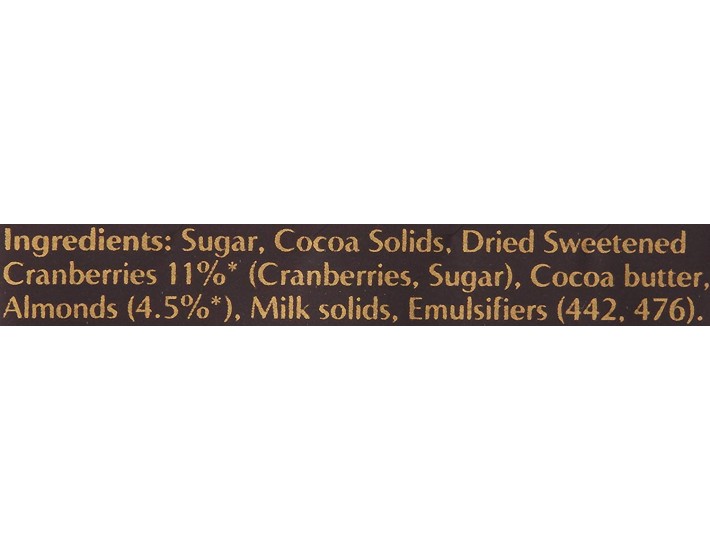 Ingredients: Sugar, Cocoa Solids, Dried Sweetened
Cranberries 11%* (Cranberries, Sugar), Cocoa butter,
Almonds (4.5%*), Milk solids, Emulsifiers (442, 476).